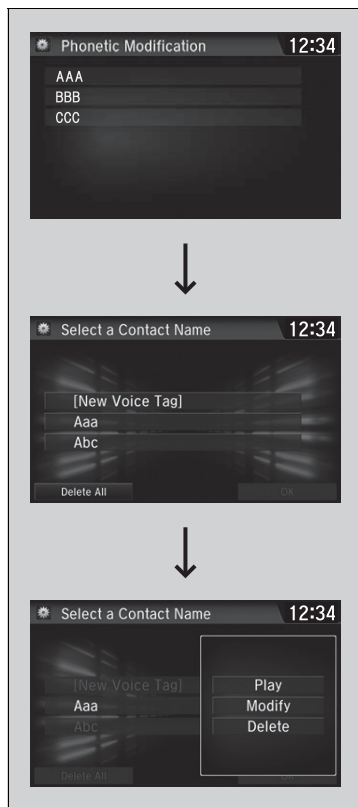 Phonetic Modification 12:34
AAA
BBB
CCC
Select a Contact Name 12:34
[New Voice Tag]
Aaa
Abc
Delete All OK
Select a Contact Name 12:34
[New Voice Tag] Play
Aaa Modify
Abc Delete
Delete All OK